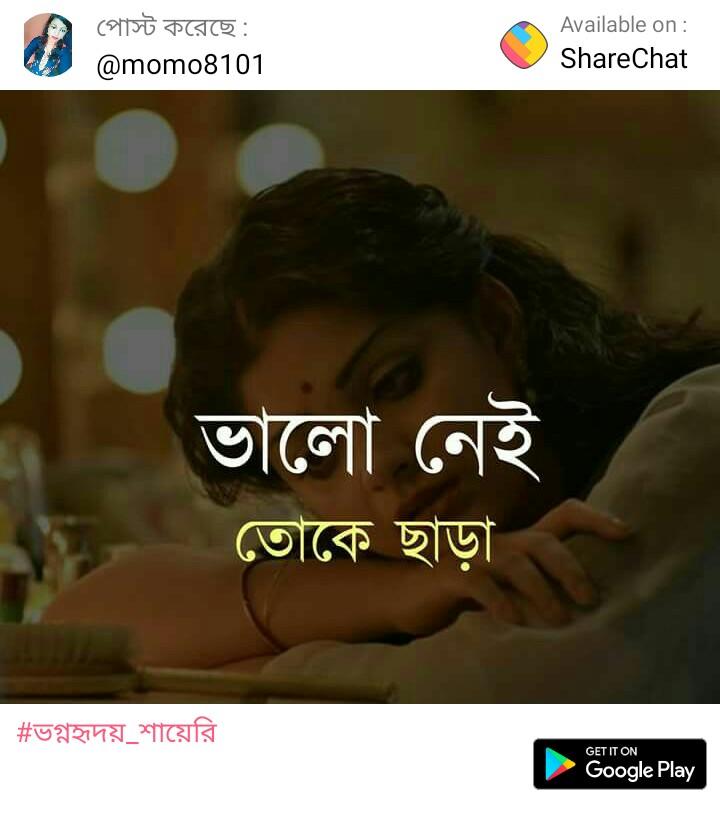 পোস্ট করেছে :
@momo8101
Available on :
ShareChat
ভালো নেই
তোকে ছাড়া
#ভগ্নহৃদয়_শায়েরি
GET IT ON
Google Play